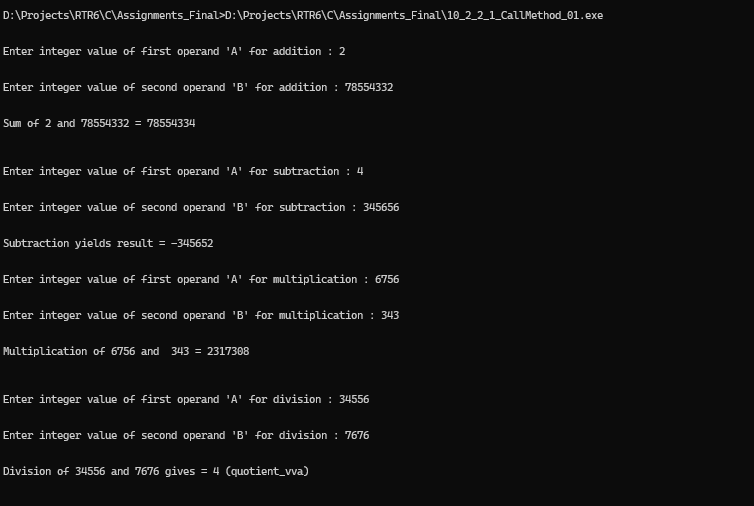 D:\Projects\RTR6\C\Assignments_Final>D:\Projects\RTR6\C\Assignments_Final\10_2_2_1_CallMethod_01.exe
Enter integer value of first operand 'A' for addition : 2
Enter integer value of second operand 'B' for addition : 78554332
Sum of 2 and 78554332 = 78554334
Enter integer value of first operand 'A' for subtraction : 4
Enter integer value of second operand 'B' for subtraction : 345656
Subtraction yields result = -345652
Enter integer value of first operand 'A' for multiplication : 6756
Enter integer value of second operand 'B' for multiplication : 343
Multiplication of 6756 and  343 = 2317308
Enter integer value of first operand 'A' for division : 34556
Enter integer value of second operand 'B' for division : 7676
Division of 34556 and 7676 gives = 4 (quotient_vva)